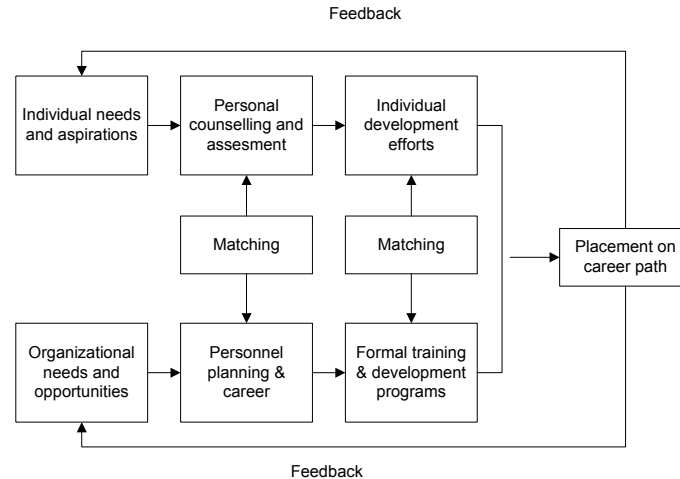 Feedback
Individual needs
and aspirations
Personal
counselling and
assesment
Individual
development
efforts
Matching
Matching
Placement on
career path
Organizational
needs and
opportunities
Personnel
planning &
career
Formal training
& development
programs
Feedback